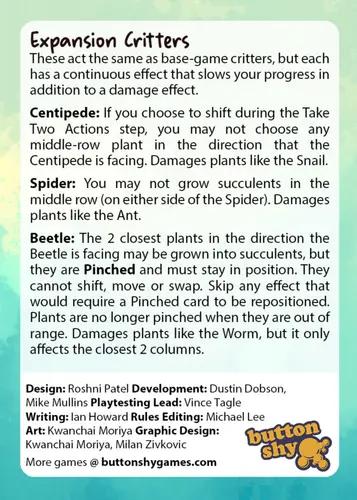 Expansion Critters
These act the same as base-game critters, but each
has a continuous effect that slows your progress in
addition to a damage effect.
Centipede: If you choose to shift during the Take
Two Actions step, you may not choose any
middle-row plant in the direction that the
Centipede is facing. Damages plants like the Snail.
Spider: You may not grow succulents in the
middle row (on either side of the Spider). Damages
plants like the Ant.
Beetle: The 2 closest plants in the direction the
Beetle is facing may be grown into succulents, but
they are Pinched and must stay in position. They
cannot shift, move or swap. Skip any effect that
would require a Pinched card to be repositioned.
Plants are no longer pinched when they are out of
range. Damages plants like the Worm, but it only
affects the closest 2 columns.
Design: Roshni Patel Development: Dustin Dobson,
Mike Mullins Playtesting Lead: Vince Tagle
Writing: Ian Howard Rules Editing: Michael Lee
Art: Kwanchai Moriya Graphic Design:
Kwanchai Moriya, Milan Zivkovic
More games @ buttonshygames.com
button
shy